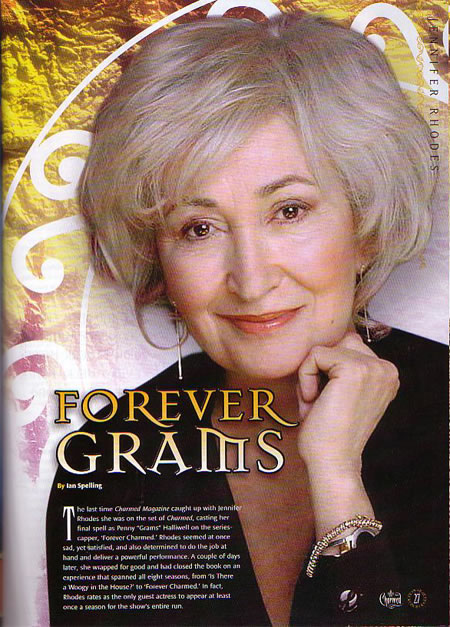 JENNIFER RHODES
FOREVER
GRAMS
By Ian Spelling
The last time Charmed Magazine caught up with Jennifer
Rhodes she was on the set of Charmed, casting her
final spell as Penny "Grams" Halliwell on the series-
capper, 'Forever Charmed.' Rhodes seemed at once
sad, yet satisfied, and also determined to do the job at
hand and deliver a powerful performance. A couple of days
later, she wrapped for good and had closed the book on an
experience that spanned all eight seasons, from 'Is There
a Woogy in the House?' to 'Forever Charmed.' In fact,
Rhodes rates as the only guest actress to appear at least
once a season for the show's entire run.
Charmed
27